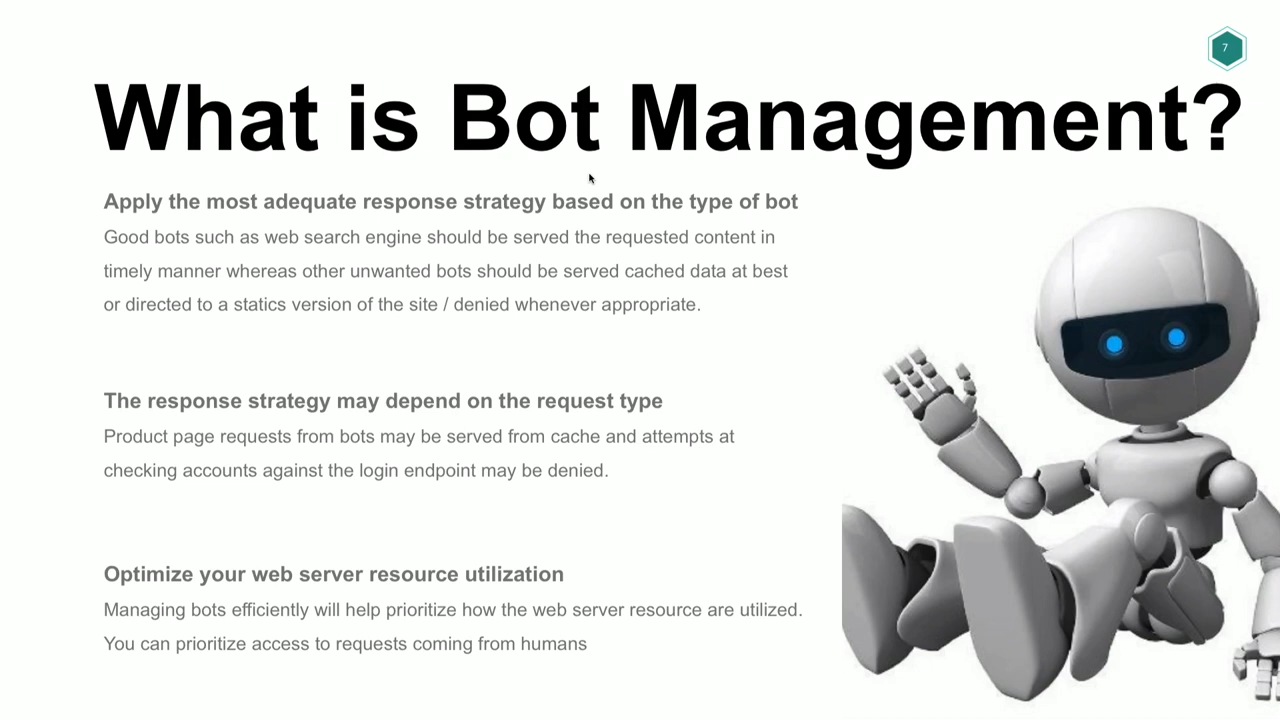 7
What is Bot Management?
Apply the most adequate response strategy based on the type of bot
Good bots such as web search engine should be served the requested content in
timely manner whereas other unwanted bots should be served cached data at best
or directed to a statics version of the site / denied whenever appropriate.
The response strategy may depend on the request type
Product page requests from bots may be served from cache and attempts at
checking accounts against the login endpoint may be denied.
Optimize your web server resource utilization
Managing bots efficiently will help prioritize how the web server resource are utilized.
You can prioritize access to requests coming from humans